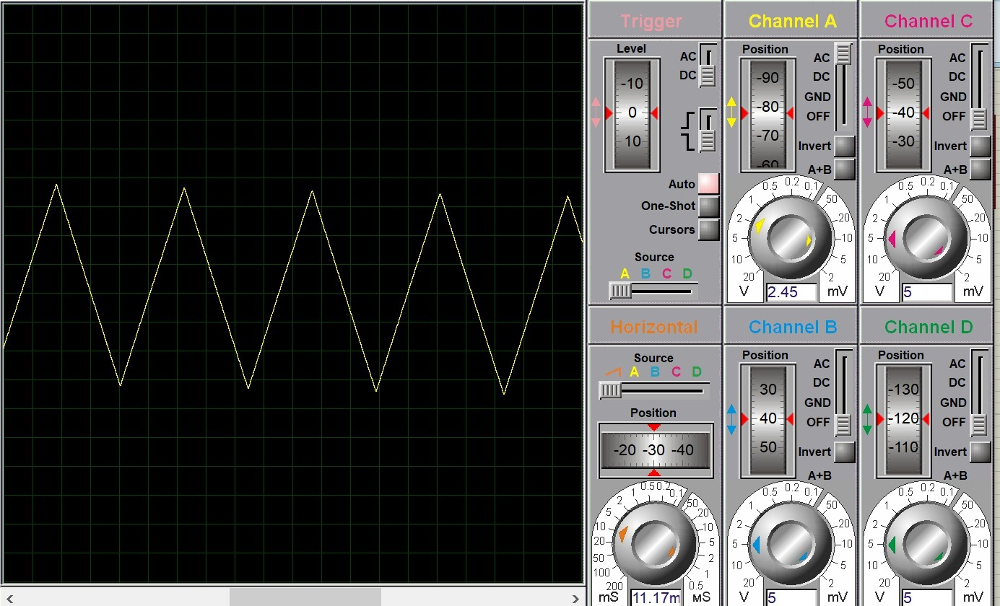 Trigger
Level
AC
DC
-10
0
10
Auto
One-Shot
Cursors
Source
A B C D
Channel A
Position
AC
DC
GND
OFF
-90
-80
-70
-60
Invert
A+B
0.5 0.2 0.1
1 50
2 20
5 10
10 5
20 2
V 2.45 mV
Channel C
Position
AC
DC
GND
OFF
-50
-40
-30
Invert
A+B
0.5 0.2 0.1
1 50
2 20
5 10
10 5
20 2
V 5 mV
Horizontal
Source
A B C D
Position
-20 -30 -40
0.5 0.2 0.1
1 50
2 20
5 10
10 5
20 2
50 1
100 0.5
200
mS 11.17m мS
Channel B
Position
AC
DC
GND
OFF
30
40
50
Invert
A+B
0.5 0.2 0.1
1 50
2 20
5 10
10 5
20 2
V 5 mV
Channel D
Position
AC
DC
GND
OFF
-130
-120
-110
Invert
A+B
0.5 0.2 0.1
1 50
2 20
5 10
10 5
20 2
V 5 mV